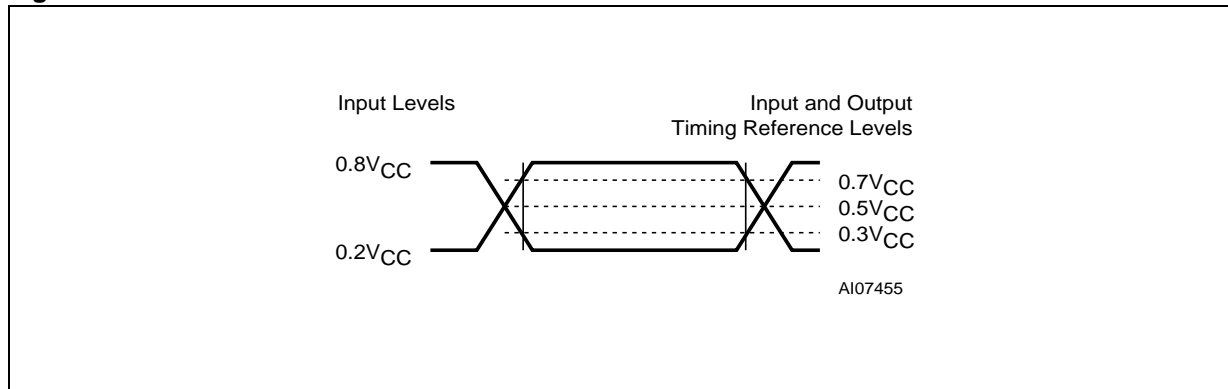 Input Levels
Input and Output
Timing Reference Levels
0.8VCC
0.7VCC
0.5VCC
0.3VCC
0.2VCC
AI07455